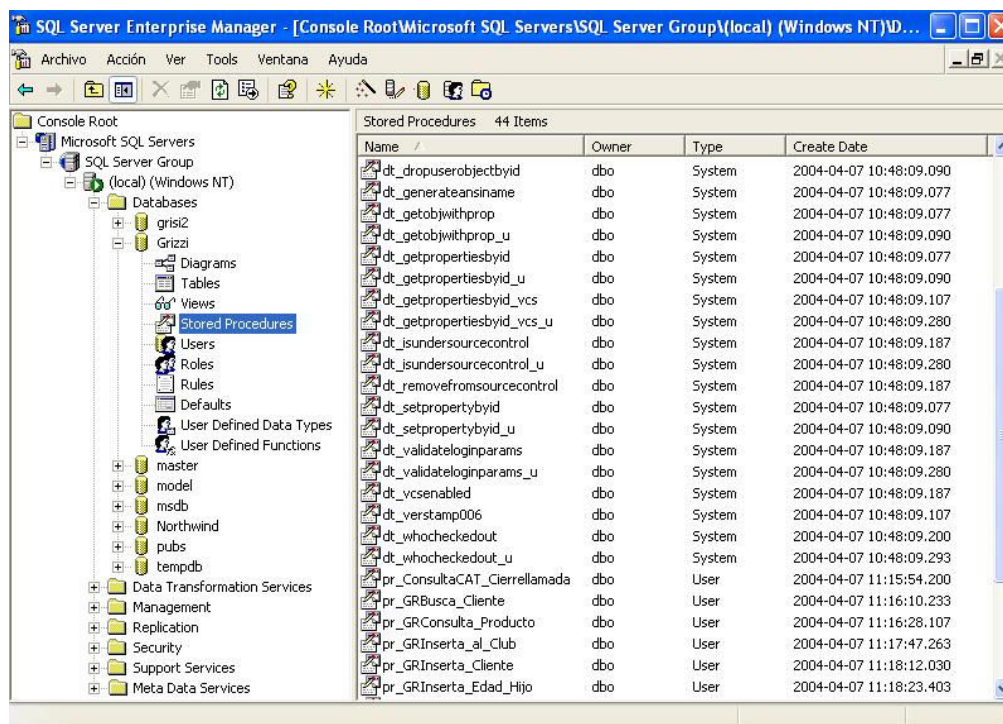 SQL Server Enterprise Manager - [Console Root\Microsoft SQL Servers\SQL Server Group\(local) (Windows NT)\D...
Archivo Acción Ver Tools Ventana Ayuda
Console Root
Microsoft SQL Servers
SQL Server Group
(local) (Windows NT)
Databases
grisi2
Grizzi
Diagrams
Tables
Views
Stored Procedures
Users
Roles
Rules
Defaults
User Defined Data Types
User Defined Functions
master
model
msdb
Northwind
pubs
tempdb
Data Transformation Services
Management
Replication
Security
Support Services
Meta Data Services
Stored Procedures 44 Items
Name Owner Type Create Date
dt_dropuserobjectbyid dbo System 2004-04-07 10:48:09.090
dt_generateansiname dbo System 2004-04-07 10:48:09.077
dt_getobjwithprop dbo System 2004-04-07 10:48:09.077
dt_getobjwithprop_u dbo System 2004-04-07 10:48:09.090
dt_getpropertiesbyid dbo System 2004-04-07 10:48:09.077
dt_getpropertiesbyid_u dbo System 2004-04-07 10:48:09.090
dt_getpropertiesbyid_vcs dbo System 2004-04-07 10:48:09.107
dt_getpropertiesbyid_vcs_u dbo System 2004-04-07 10:48:09.280
dt_isundersourcecontrol dbo System 2004-04-07 10:48:09.187
dt_isundersourcecontrol_u dbo System 2004-04-07 10:48:09.280
dt_removefromsourcecontrol dbo System 2004-04-07 10:48:09.187
dt_setpropertybyid dbo System 2004-04-07 10:48:09.077
dt_setpropertybyid_u dbo System 2004-04-07 10:48:09.090
dt_validateloginparams dbo System 2004-04-07 10:48:09.187
dt_validateloginparams_u dbo System 2004-04-07 10:48:09.280
dt_vcsenabled dbo System 2004-04-07 10:48:09.187
dt_verstamp006 dbo System 2004-04-07 10:48:09.107
dt_whocheckedout dbo System 2004-04-07 10:48:09.200
dt_whocheckedout_u dbo System 2004-04-07 10:48:09.293
pr_ConsultaCAT_Cierrellamada dbo User 2004-04-07 11:15:54.200
pr_GRBusca_Cliente dbo User 2004-04-07 11:16:10.233
pr_GRConsulta_Producto dbo User 2004-04-07 11:16:28.107
pr_GRInserta_al_Club dbo User 2004-04-07 11:17:47.263
pr_GRInserta_Cliente dbo User 2004-04-07 11:18:12.030
pr_GRInserta_Edad_Hijo dbo User 2004-04-07 11:18:23.403